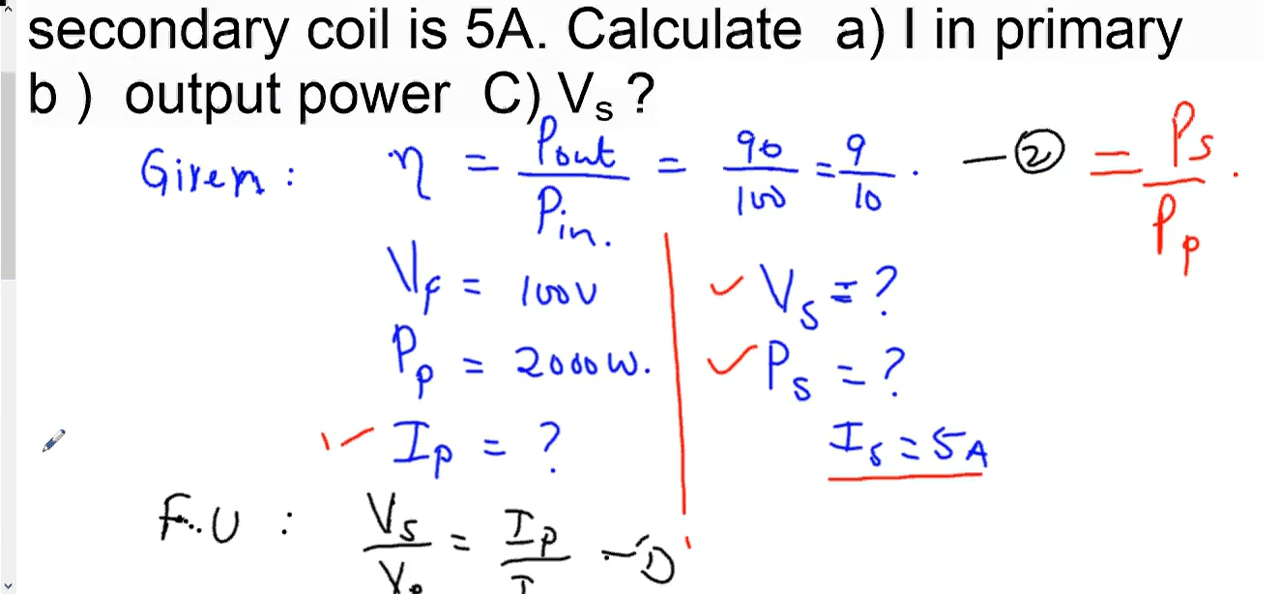 secondary coil is 5A. Calculate a) I in primary
b ) output power C) Vs ?
Given : η = Pout / Pin. = 90 / 100 = 9 / 10 . — ② = Ps / Pp .
VP = 100V
Vs = ?
Pp = 2000W.
Ps = ?
Ip = ?
Is = 5A
F.U : Vs / Vp = Ip / I — ①